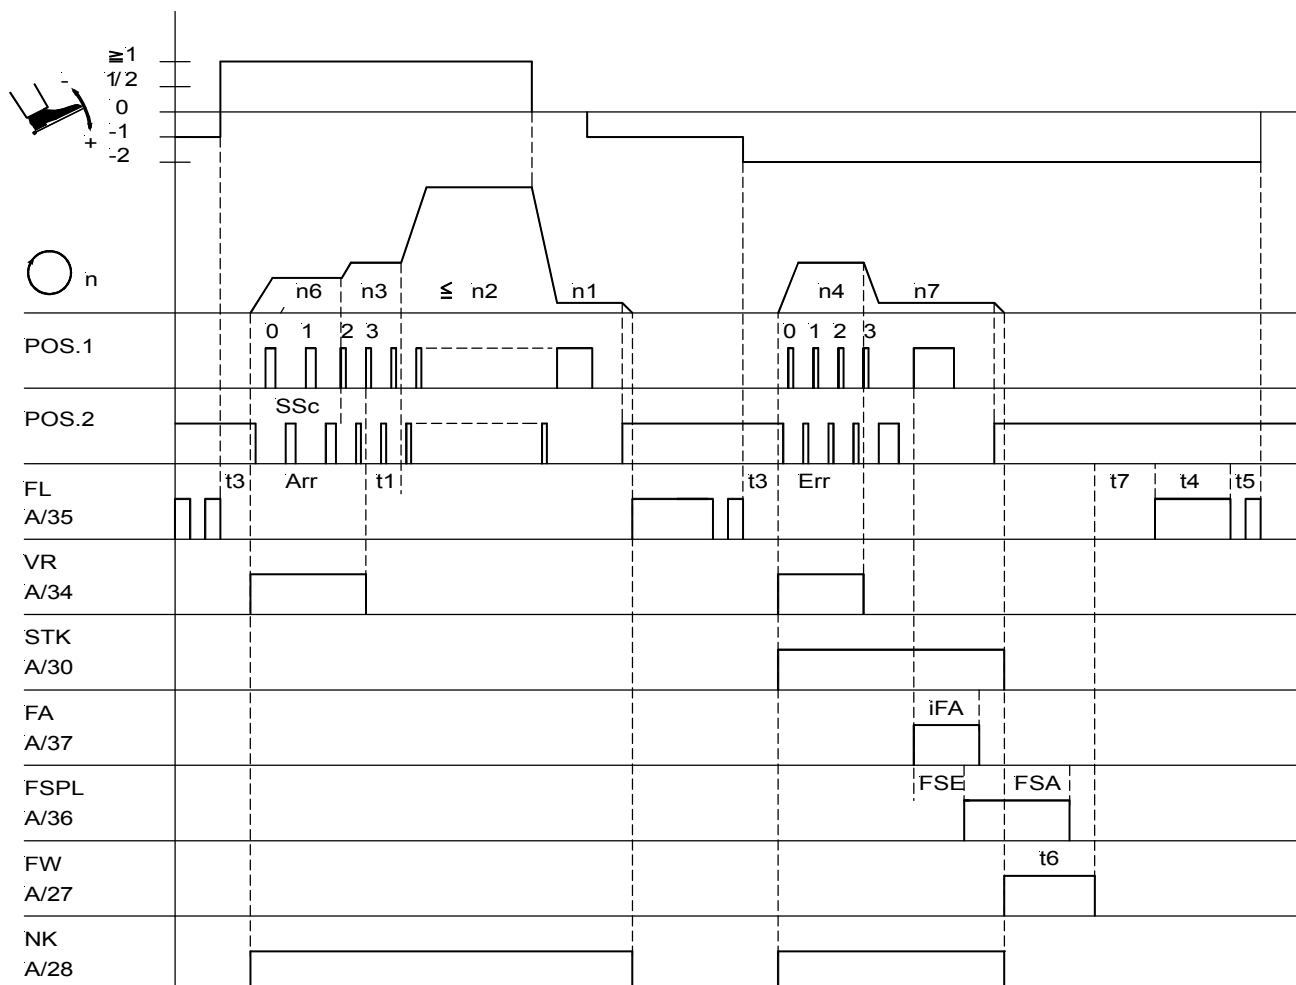 ≧1
- 1/2
0
-1
+
-2
n
n6 n3 ≦ n2 n1 n4 n7
0 1 2 3 0 1 2 3
POS.1
SSc
POS.2
t3 Arr t1 t3 Err t7 t4 t5
FL
A/35
VR
A/34
STK
A/30
iFA
FA
A/37
FSE FSA
FSPL
A/36
t6
FW
A/27
NK
A/28